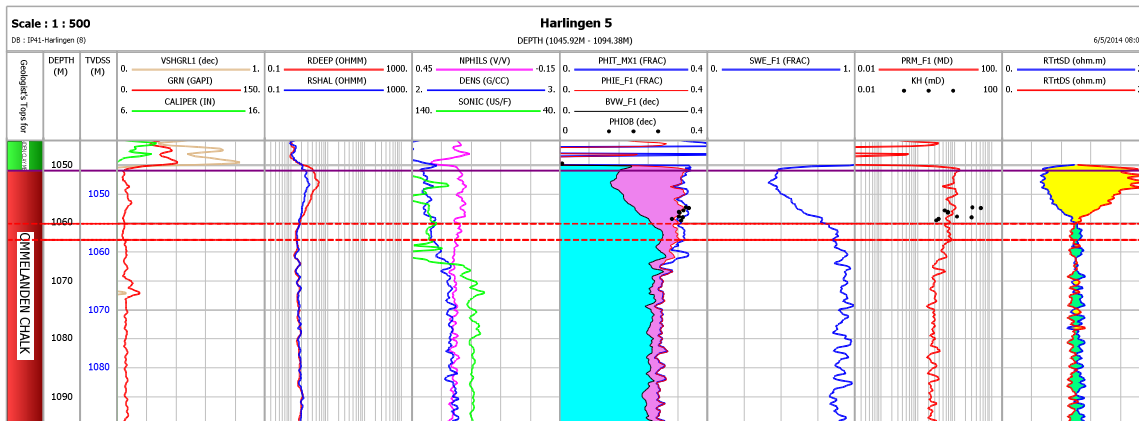 Scale : 1 : 500
Harlingen 5
DB : IP41-Harlingen (8)
DEPTH (1045.92M - 1094.38M)
6/5/2014 08:0
Geologist's Tops for
DEPTH
(M)
TVDSS
(M)
VSHGRL1 (dec)
0. 1.
GRN (GAPI)
0. 150.
CALIPER (IN)
6. 16.
RDEEP (OHMM)
0.1 1000.
RSHAL (OHMM)
0.1 1000.
NPHILS (V/V)
0.45 -0.15
DENS (G/CC)
2. 3.
SONIC (US/F)
140. 40.
PHIT_MX1 (FRAC)
0. 0.4
PHIE_F1 (FRAC)
0. 0.4
BVW_F1 (dec)
0. 0.4
PHIOB (dec)
0 0.4
SWE_F1 (FRAC)
0. 1.
PRM_F1 (MD)
0.01 100.
KH (mD)
0.01 100
RTrtSD (ohm.m)
0.
RTrtDS (ohm.m)
0.
OMMELANDEN CHALK
1050
1060
1070
1080
1090
1050
1060
1070
1080